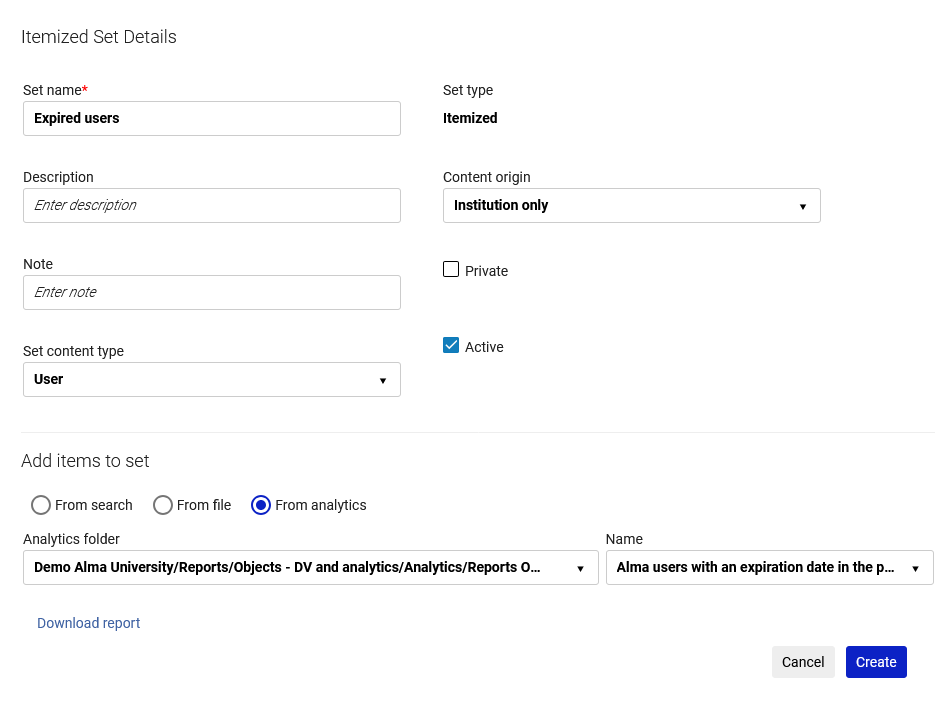 Itemized Set Details
Set name*
Set type
Expired users
Itemized
Description
Content origin
Enter description
Institution only
Note
Enter note
Private
Set content type
Active
User
Add items to set
From search From file From analytics
Analytics folder
Name
Demo Alma University/Reports/Objects - DV and analytics/Analytics/Reports O...
Alma users with an expiration date in the p...
Download report
Cancel Create